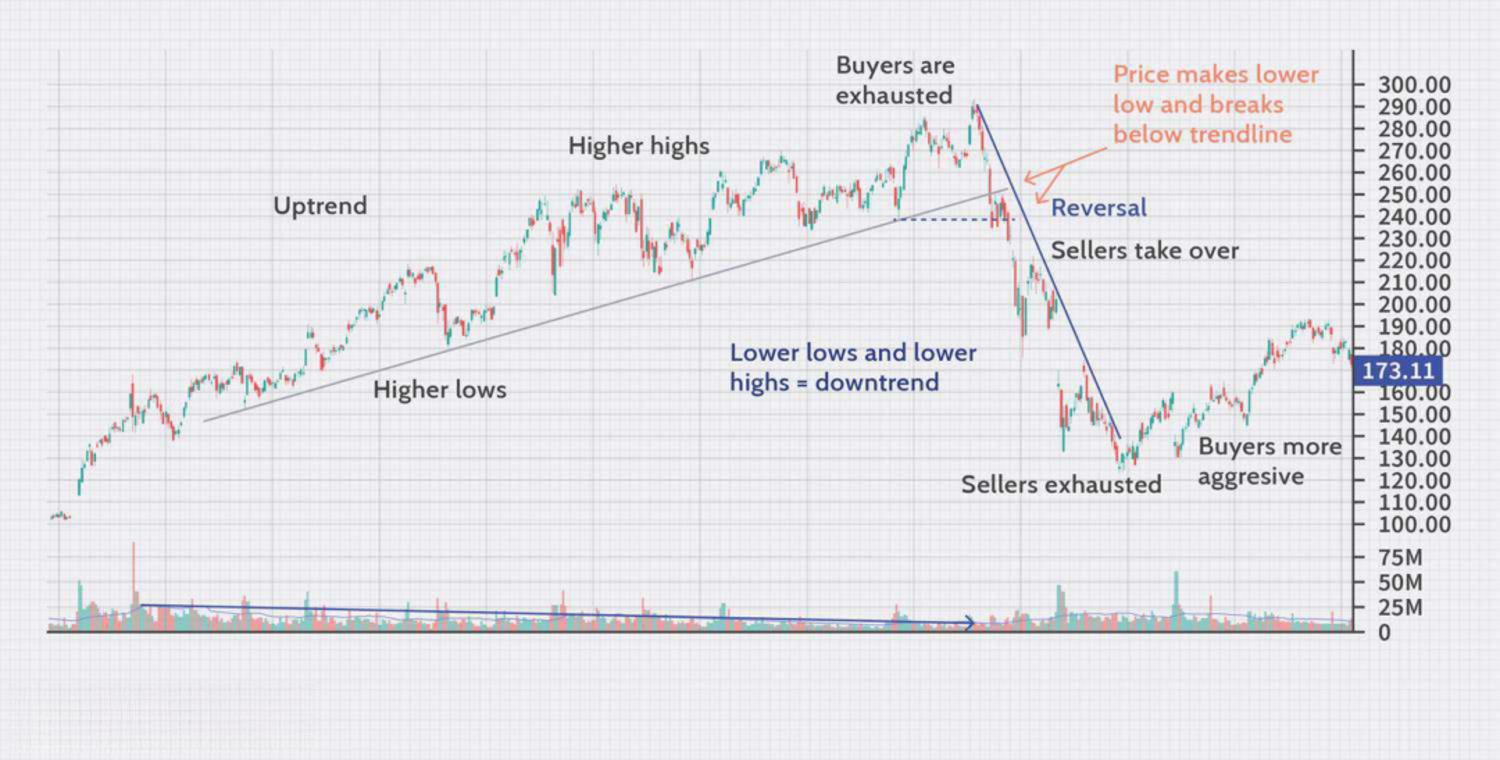 Buyers are
exhausted
Price makes lower
low and breaks
below trendline
Higher highs
Uptrend
Reversal
Sellers take over
Lower lows and lower
highs = downtrend
Higher lows
Buyers more
aggresive
Sellers exhausted
300.00
290.00
280.00
270.00
260.00
250.00
240.00
230.00
220.00
210.00
200.00
190.00
180.00
173.11
160.00
150.00
140.00
130.00
120.00
110.00
100.00
75M
50M
25M
0